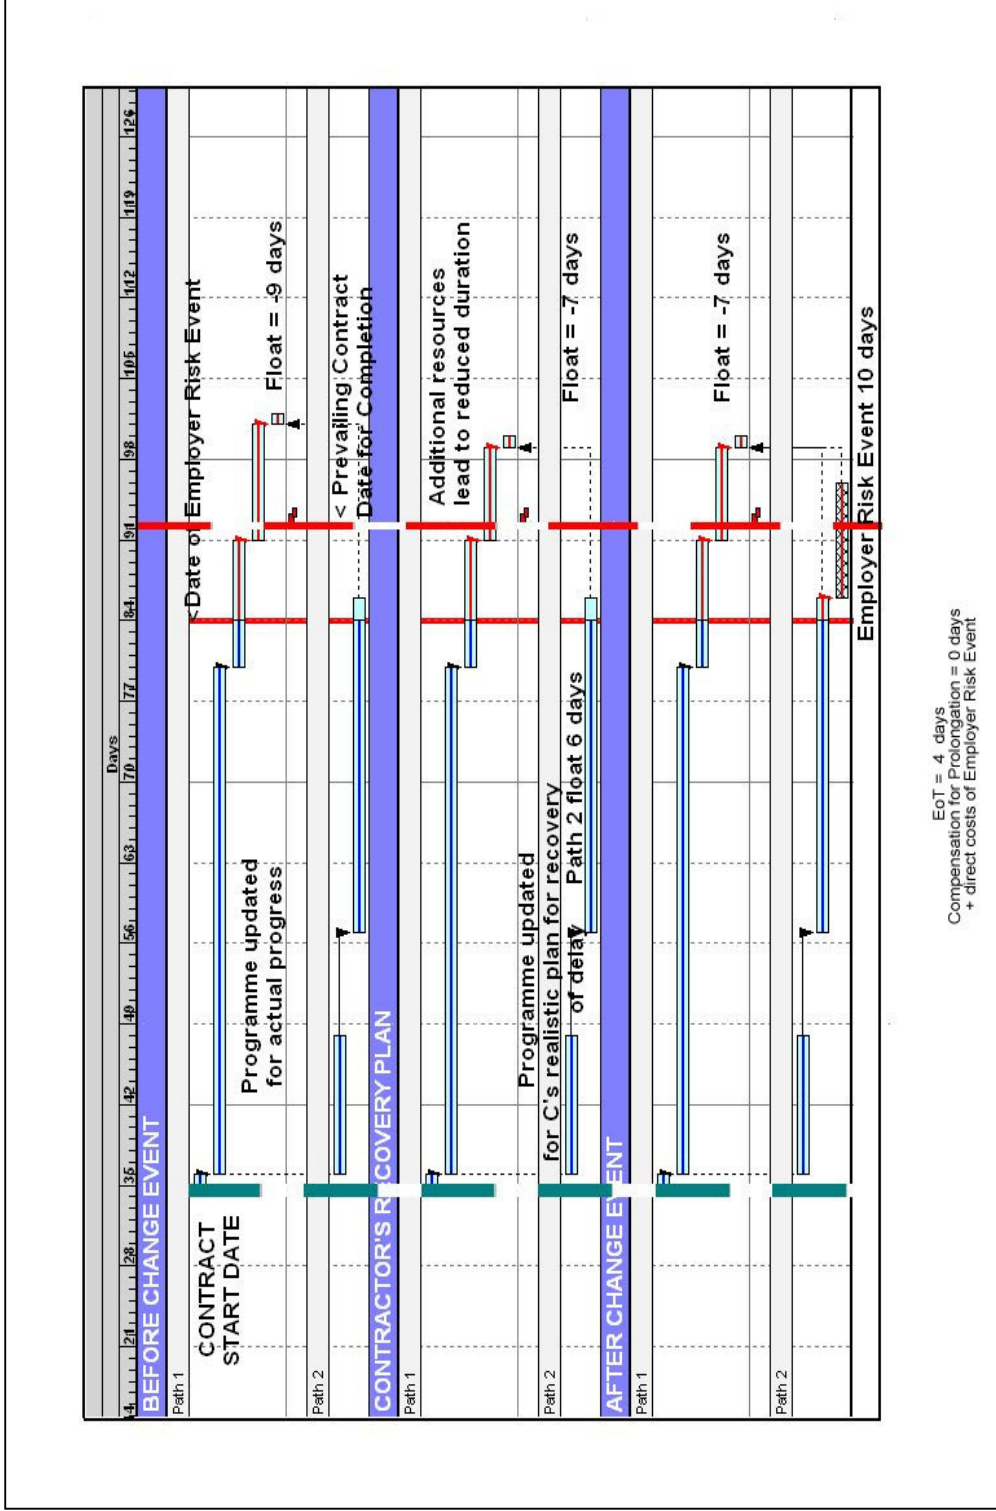 Days
14 21 28 35 42 49 56 63 70 77 84 91 98 105 112 119 126
BEFORE CHANGE EVENT
Path 1
<Date of Employer Risk Event
CONTRACT
START DATE
Programme updated
for actual progress
Float = -9 days
Path 2
< Prevailing Contract
Date for Completion
CONTRACTOR'S RECOVERY PLAN
Path 1
Additional resources
lead to reduced duration
Programme updated
for C's realistic plan for recovery
of delay
Path 2
Float = -7 days
Path 2 float 6 days
AFTER CHANGE EVENT
Path 1
Float = -7 days
Path 2
Employer Risk Event 10 days
EoT = 4 days
Compensation for Prolongation = 0 days
+ direct costs of Employer Risk Event